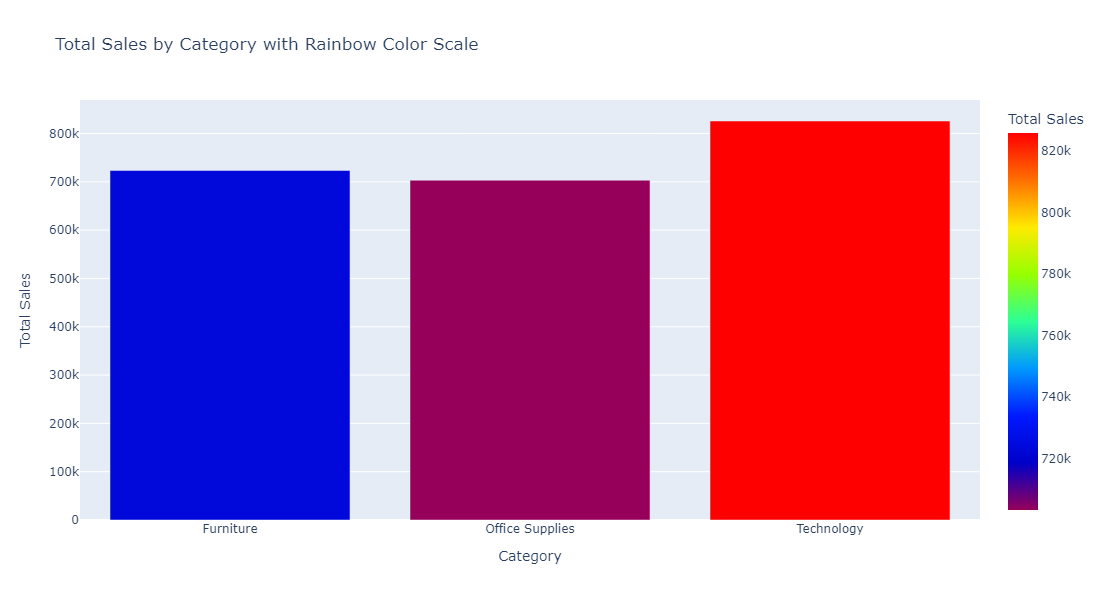 Total Sales by Category with Rainbow Color Scale
Total Sales
800k
700k
600k
500k
400k
300k
200k
100k
0
Furniture Office Supplies Technology
Category
Total Sales
820k
800k
780k
760k
740k
720k